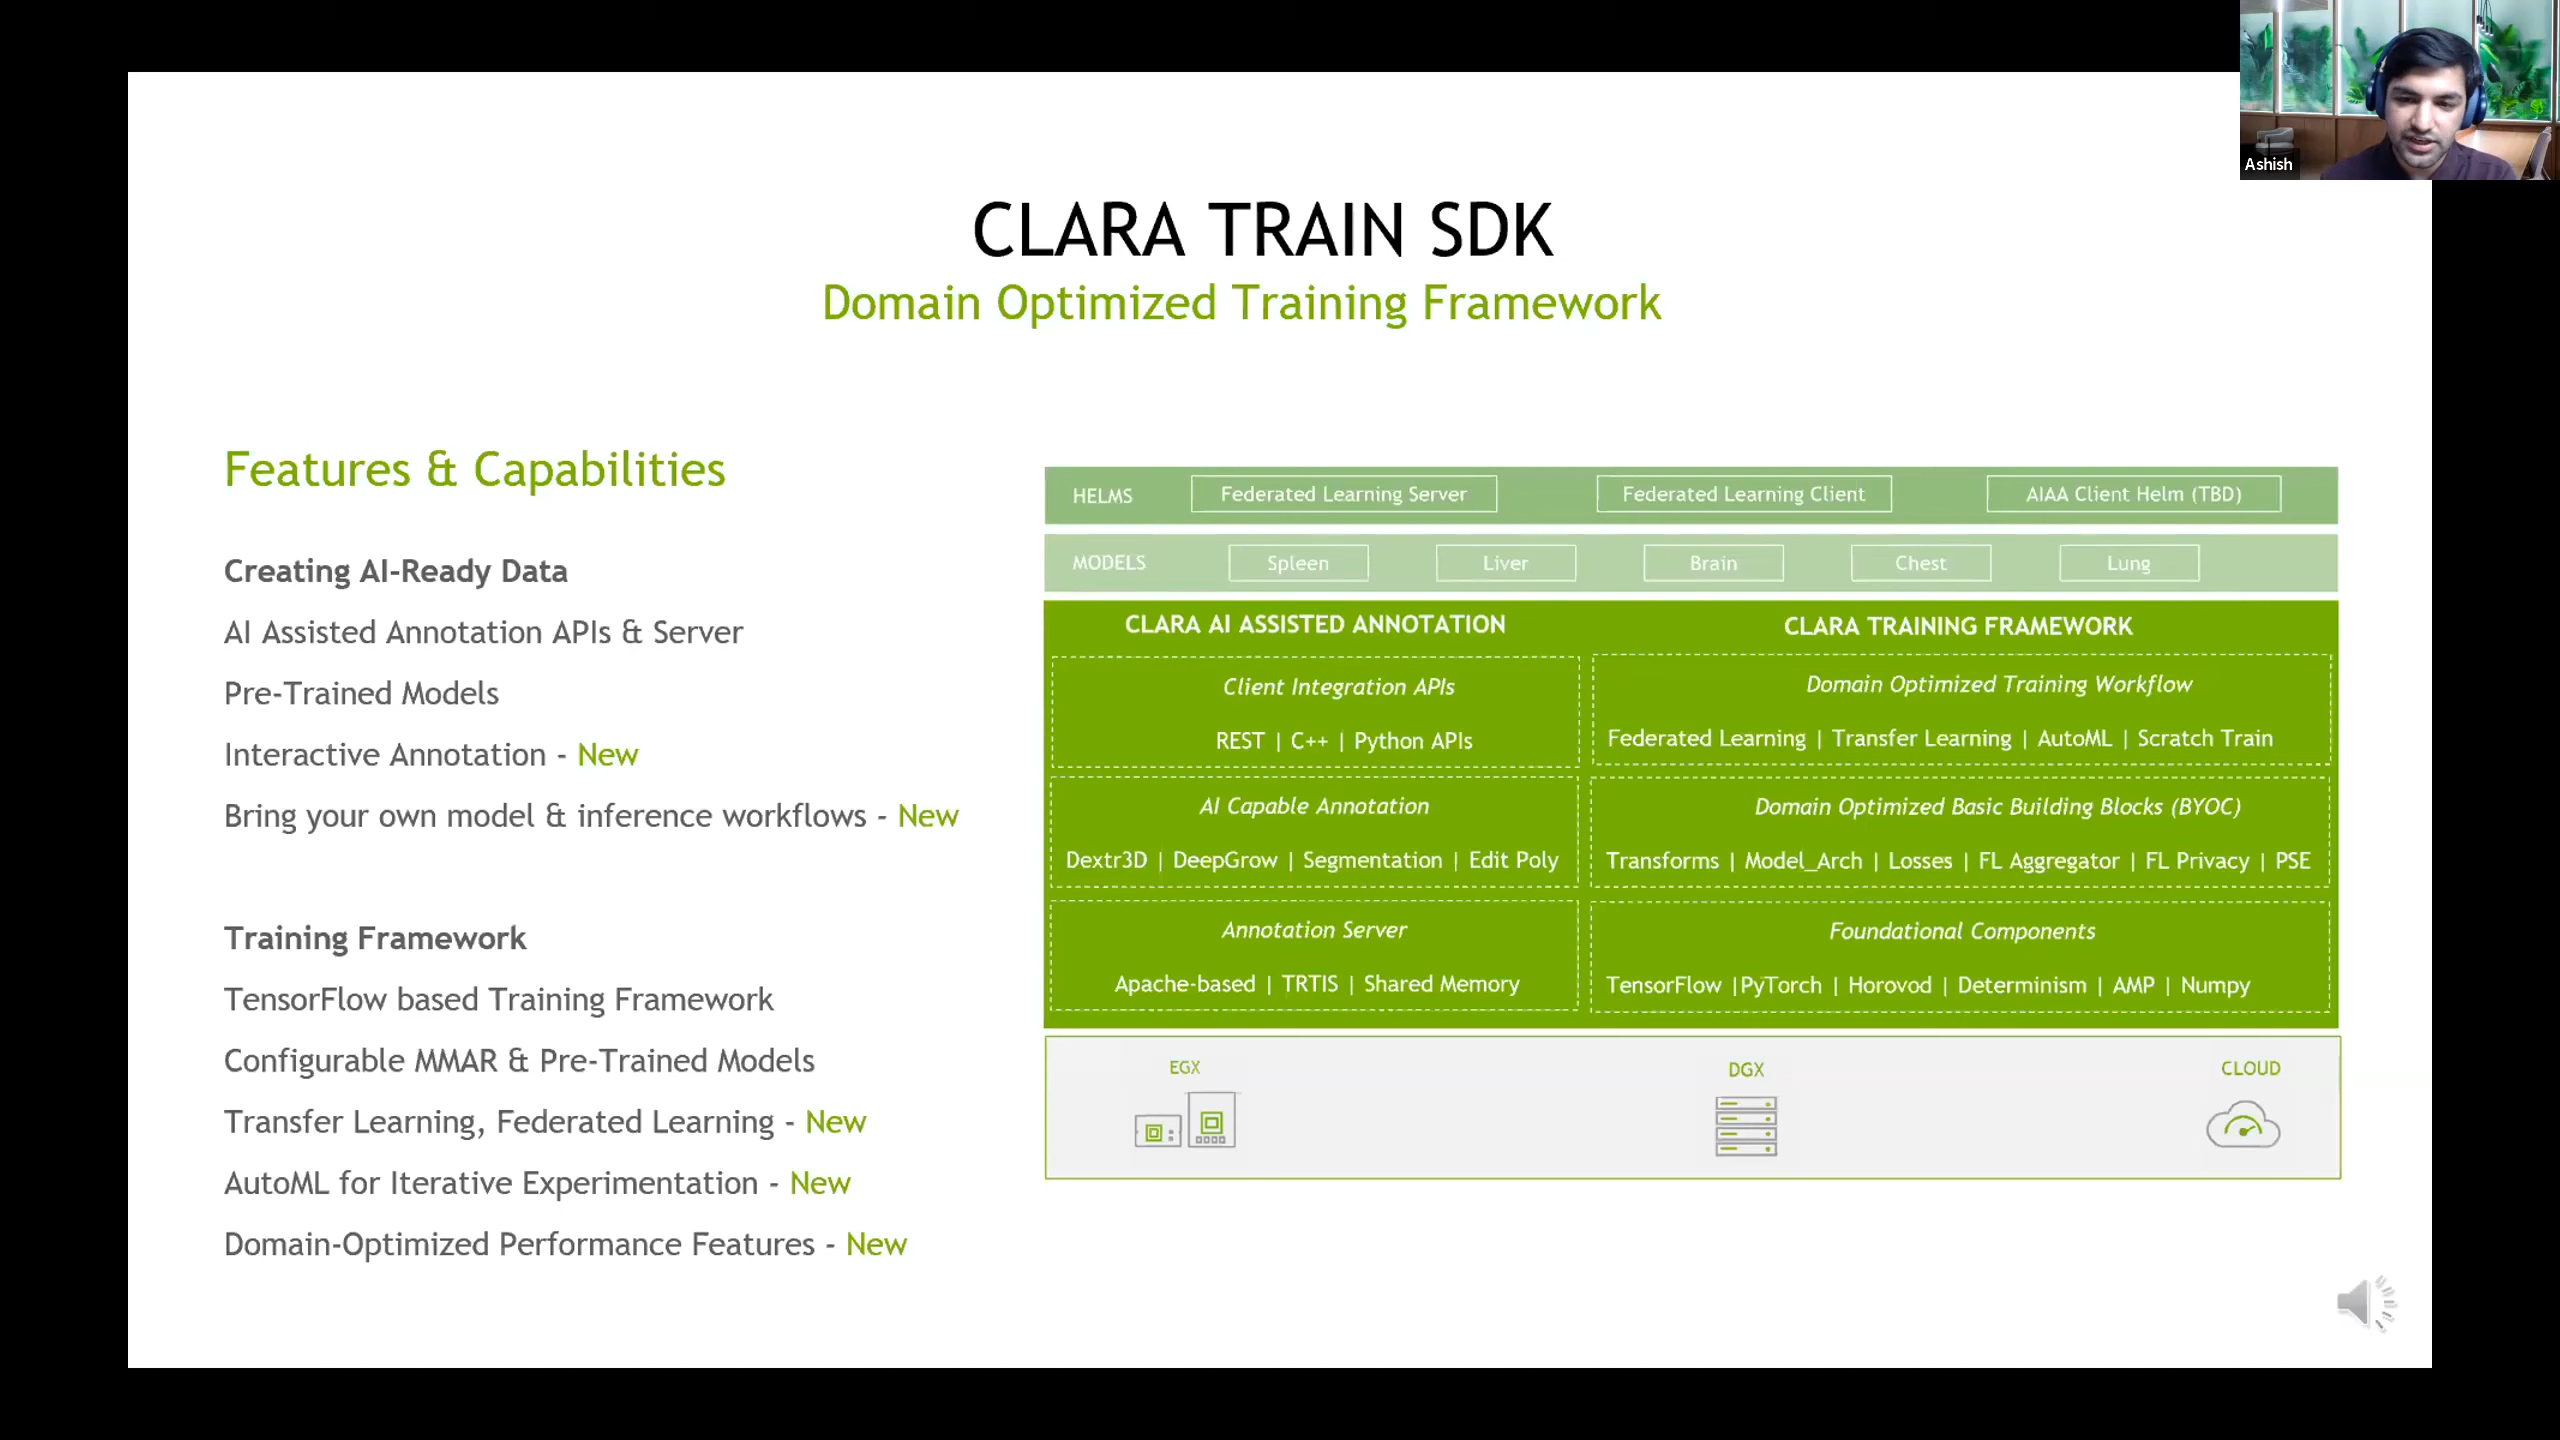 Ashish
CLARA TRAIN SDK
Domain Optimized Training Framework
Features & Capabilities
Creating AI-Ready Data
AI Assisted Annotation APIs & Server
Pre-Trained Models
Interactive Annotation - New
Bring your own model & inference workflows - New
Training Framework
TensorFlow based Training Framework
Configurable MMAR & Pre-Trained Models
Transfer Learning, Federated Learning - New
AutoML for Iterative Experimentation - New
Domain-Optimized Performance Features - New
HELMS Federated Learning Server Federated Learning Client AIAA Client Helm (TBD)
MODELS Spleen Liver Brain Chest Lung
CLARA AI ASSISTED ANNOTATION
Client Integration APIs
REST | C++ | Python APIs
AI Capable Annotation
Dextr3D | DeepGrow | Segmentation | Edit Poly
Annotation Server
Apache-based | TRTIS | Shared Memory
CLARA TRAINING FRAMEWORK
Domain Optimized Training Workflow
Federated Learning | Transfer Learning | AutoML | Scratch Train
Domain Optimized Basic Building Blocks (BYOC)
Transforms | Model_Arch | Losses | FL Aggregator | FL Privacy | PSE
Foundational Components
TensorFlow |PyTorch | Horovod | Determinism | AMP | Numpy
EGX DGX CLOUD